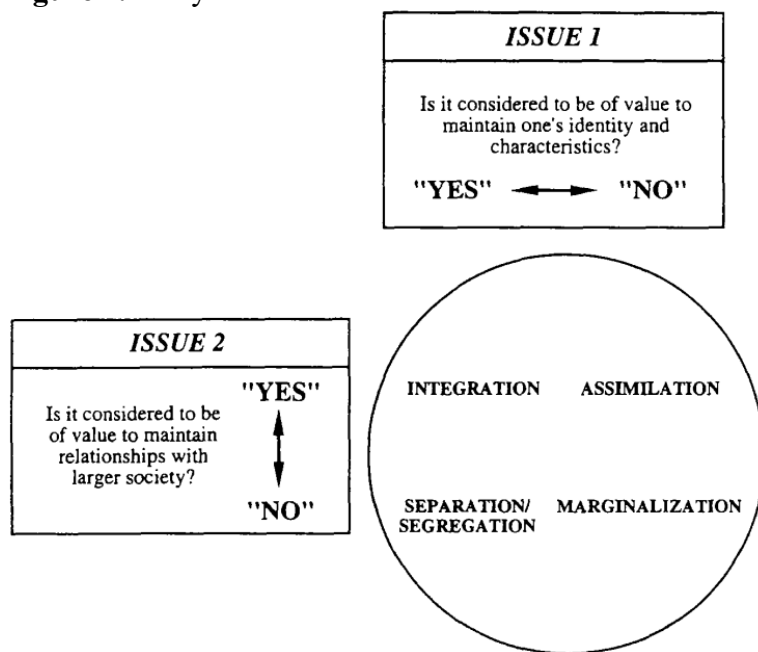 ISSUE 1
Is it considered to be of value to
maintain one's identity and
characteristics?
"YES" "NO"
ISSUE 2
"YES"
Is it considered to be
of value to maintain
relationships with
larger society?
"NO"
INTEGRATION ASSIMILATION
SEPARATION/ MARGINALIZATION
SEGREGATION